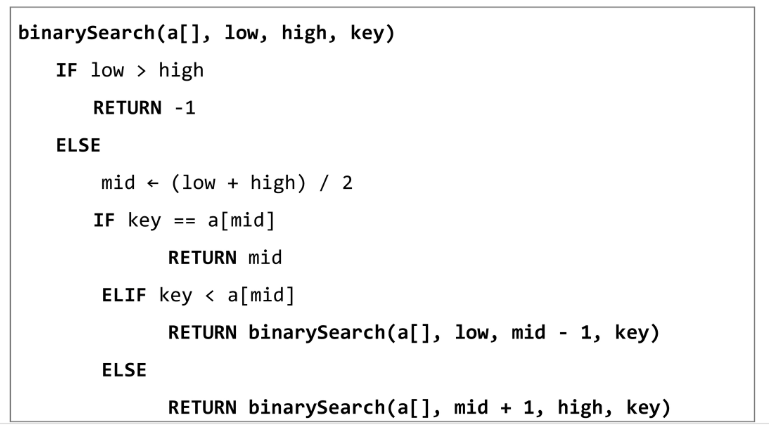 binarySearch(a[], low, high, key)
IF low > high
RETURN -1
ELSE
mid ← (low + high) / 2
IF key == a[mid]
RETURN mid
ELIF key < a[mid]
RETURN binarySearch(a[], low, mid - 1, key)
ELSE
RETURN binarySearch(a[], mid + 1, high, key)